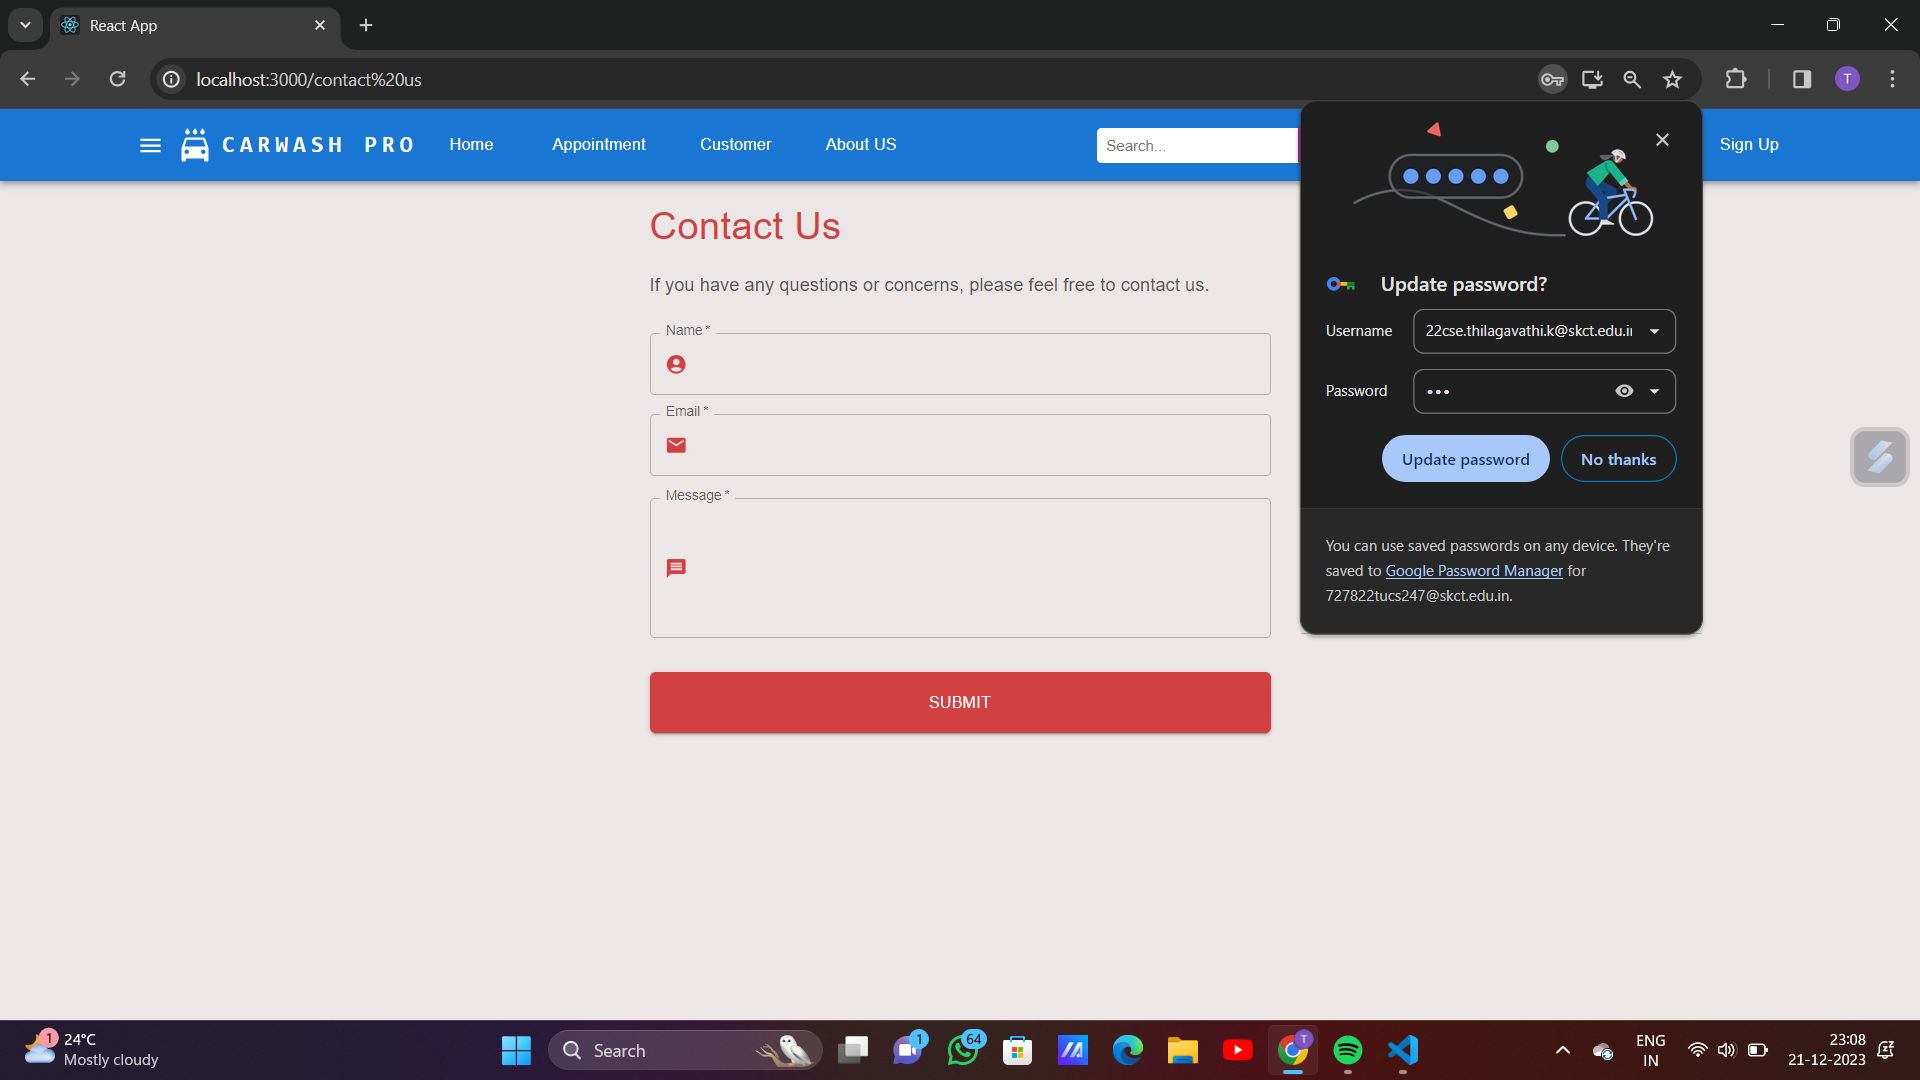 React App
localhost:3000/contact%20us
T
CARWASH PRO
Home
Appointment
Customer
About US
Search...
Sign Up
Contact Us
If you have any questions or concerns, please feel free to contact us.
Name *
Email *
Message *
SUBMIT
Update password?
Username
22cse.thilagavathi.k@skct.edu.in
Password
Update password
No thanks
You can use saved passwords on any device. They're
saved to Google Password Manager for
727822tucs247@skct.edu.in.
1
24°C
Mostly cloudy
Search
1
64
T
ENG
IN
23:08
21-12-2023